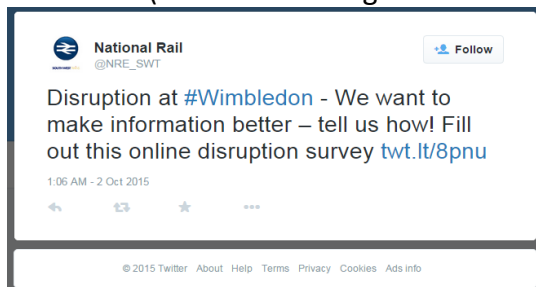 National Rail
@NRE_SWT
Follow
Disruption at #Wimbledon - We want to
make information better – tell us how! Fill
out this online disruption survey twt.lt/8pnu
1:06 AM - 2 Oct 2015
© 2015 Twitter About Help Terms Privacy Cookies Ads info